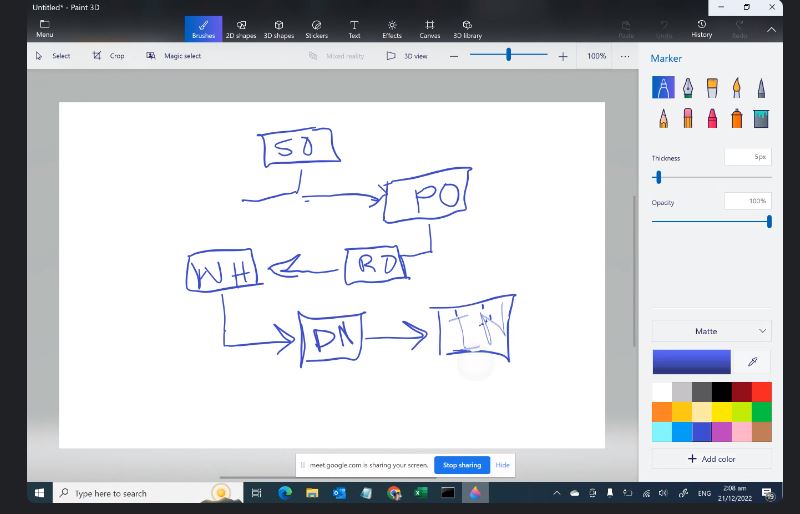 Untitled* - Paint 3D
Menu
Brushes
2D shapes
3D shapes
Stickers
Text
Effects
Canvas
3D library
Paste
Undo
History
Redo
Select
Crop
Magic select
Mixed reality
3D view
100%
Marker
Thickness
5px
Opacity
100%
Matte
Add color
SO
PO
WH
RD
DN
IN
meet.google.com is sharing your screen.
Stop sharing
Hide
Type here to search
ENG
2:08 am
21/12/2022